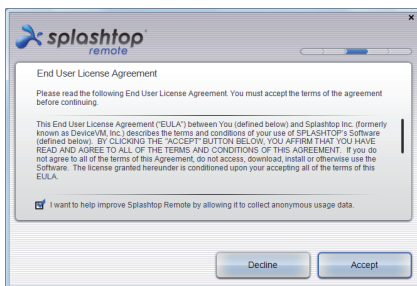 splashtop
remote
End User License Agreement
Please read the following End User License Agreement. You must accept the terms of the agreement
before continuing.
This End User License Agreement ("EULA") between You (defined below) and Splashtop Inc. (formerly
known as DeviceVM, Inc.) describes the terms and conditions of your use of SPLASHTOP's Software
(defined below). BY CLICKING THE "ACCEPT" BUTTON BELOW, YOU AFFIRM THAT YOU HAVE
READ AND AGREE TO ALL OF THE TERMS AND CONDITIONS OF THIS AGREEMENT. If you do
not agree to all of the terms of this Agreement, do not access, download, install or otherwise use the
Software. The license granted hereunder is conditioned upon your accepting all of the terms of this
EULA.
I want to help improve Splashtop Remote by allowing it to collect anonymous usage data.
Decline Accept